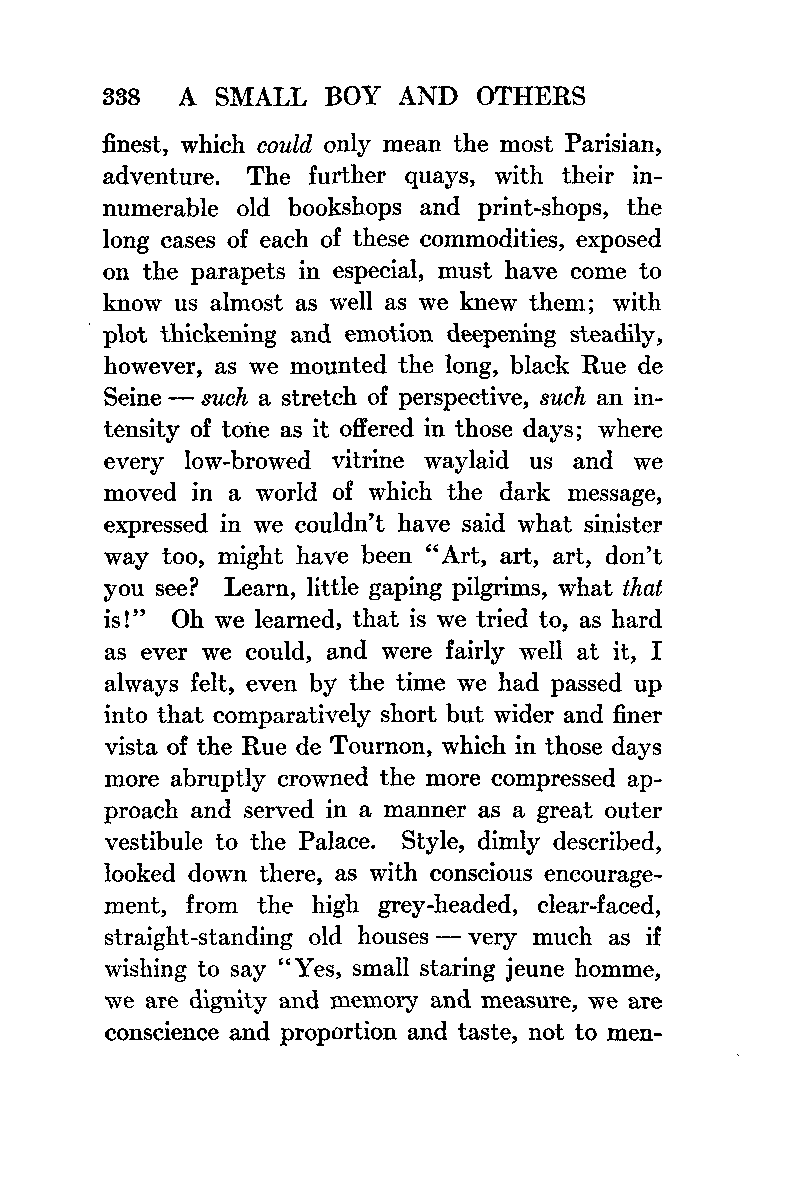 338 A SMALL BOY AND OTHERS
finest, which could only mean the most Parisian,
adventure. The further quays, with their in-
numerable old bookshops and print-shops, the
long cases of each of these commodities, exposed
on the parapets in especial, must have come to
know us almost as well as we knew them; with
plot thickening and emotion deepening steadily,
however, as we mounted the long, black Rue de
Seine — such a stretch of perspective, such an in-
tensity of tone as it offered in those days; where
every low-browed vitrine waylaid us and we
moved in a world of which the dark message,
expressed in we couldn't have said what sinister
way too, might have been "Art, art, art, don't
you see? Learn, little gaping pilgrims, what that
is!" Oh we learned, that is we tried to, as hard
as ever we could, and were fairly well at it, I
always felt, even by the time we had passed up
into that comparatively short but wider and finer
vista of the Rue de Tournon, which in those days
more abruptly crowned the more compressed ap-
proach and served in a manner as a great outer
vestibule to the Palace. Style, dimly described,
looked down there, as with conscious encourage-
ment, from the high grey-headed, clear-faced,
straight-standing old houses — very much as if
wishing to say "Yes, small staring jeune homme,
we are dignity and memory and measure, we are
conscience and proportion and taste, not to men-